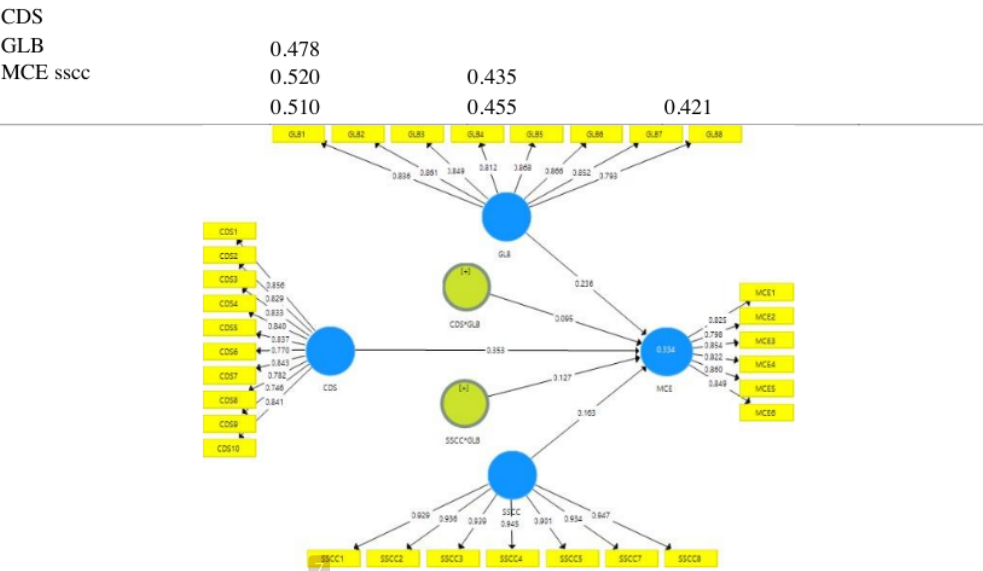 CDS
GLB 0.478
MCE sscc 0.520 0.435
0.510 0.455 0.421
GLB1 GLB2 GLB3 GLB4 GLB5 GLB6 GLB7 GLB8
0.836 0.861 0.849 0.812 0.868 0.866 0.852 0.793
GLB
CDS1
CDS2
CDS3
CDS4
CDS5
CDS6
CDS7
CDS8
CDS9
CDS10
0.856
0.829
0.833
0.840
0.837
0.770
0.843
0.782
0.746
0.841
CDS
[+]
CDS*GLB
0.236
0.095
0.353
0.127
0.163
[+]
SSCC*GLB
0.334
MCE
0.825
0.798
0.854
0.822
0.860
0.849
MCE1
MCE2
MCE3
MCE4
MCE5
MCE6
SSCC
0.929 0.936 0.939 0.945 0.901 0.934 0.947
SSCC1 SSCC2 SSCC3 SSCC4 SSCC5 SSCC7 SSCC8